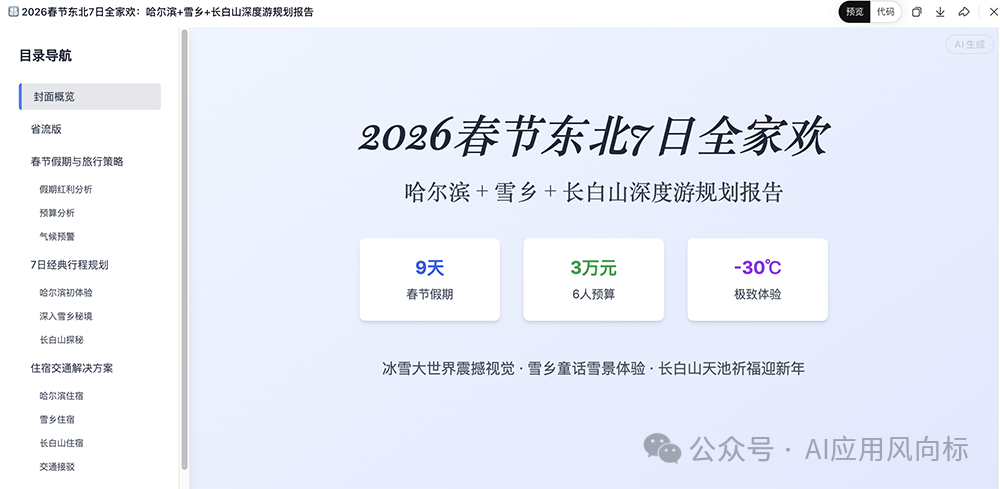 2026春节东北7日全家欢：哈尔滨+雪乡+长白山深度游规划报告
预览 代码
AI 生成
目录导航
封面概览
省流版
春节假期与旅行策略
假期红利分析
预算分析
气候预警
7日经典行程规划
哈尔滨初体验
深入雪乡秘境
长白山探秘
住宿交通解决方案
哈尔滨住宿
雪乡住宿
长白山住宿
交通接驳
2026春节东北7日全家欢
哈尔滨 + 雪乡 + 长白山深度游规划报告
9天
春节假期
3万元
6人预算
-30℃
极致体验
冰雪大世界震撼视觉 · 雪乡童话雪景体验 · 长白山天池祈福迎新年
公众号 · AI应用风向标